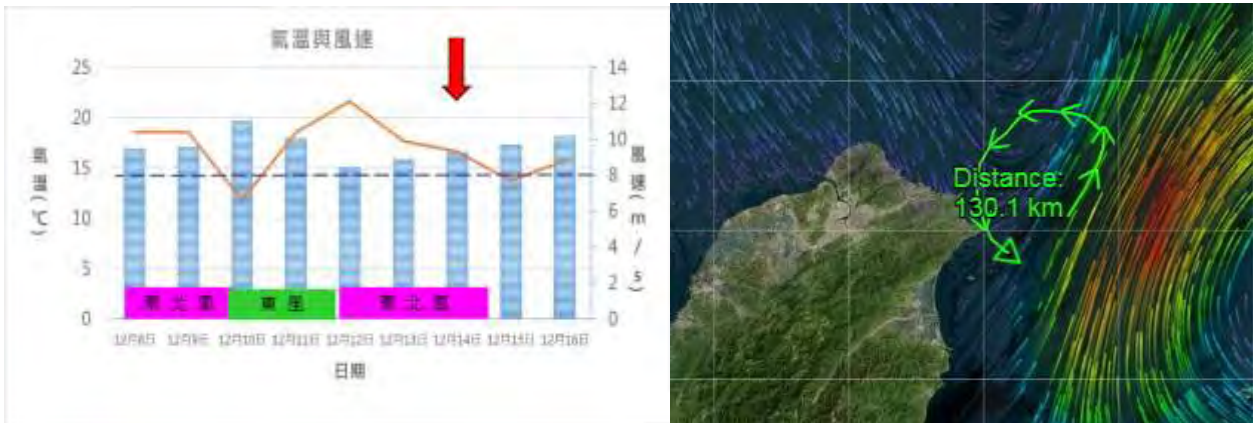 氣溫與風速
25
20
15
10
5
0
氣溫(℃)
14
12
10
8
6
4
2
0
風速(m/s)
東北風
東風
東北風
12月8日
12月9日
12月10日
12月11日
12月12日
12月13日
12月14日
12月15日
12月16日
日期
Distance:
130.1 km